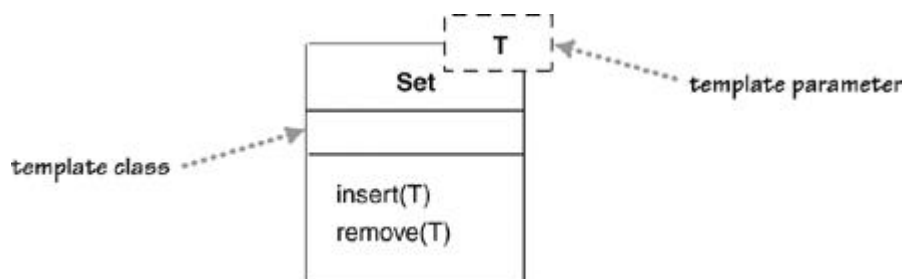 T
Set
template parameter
template class
insert(T)
remove(T)